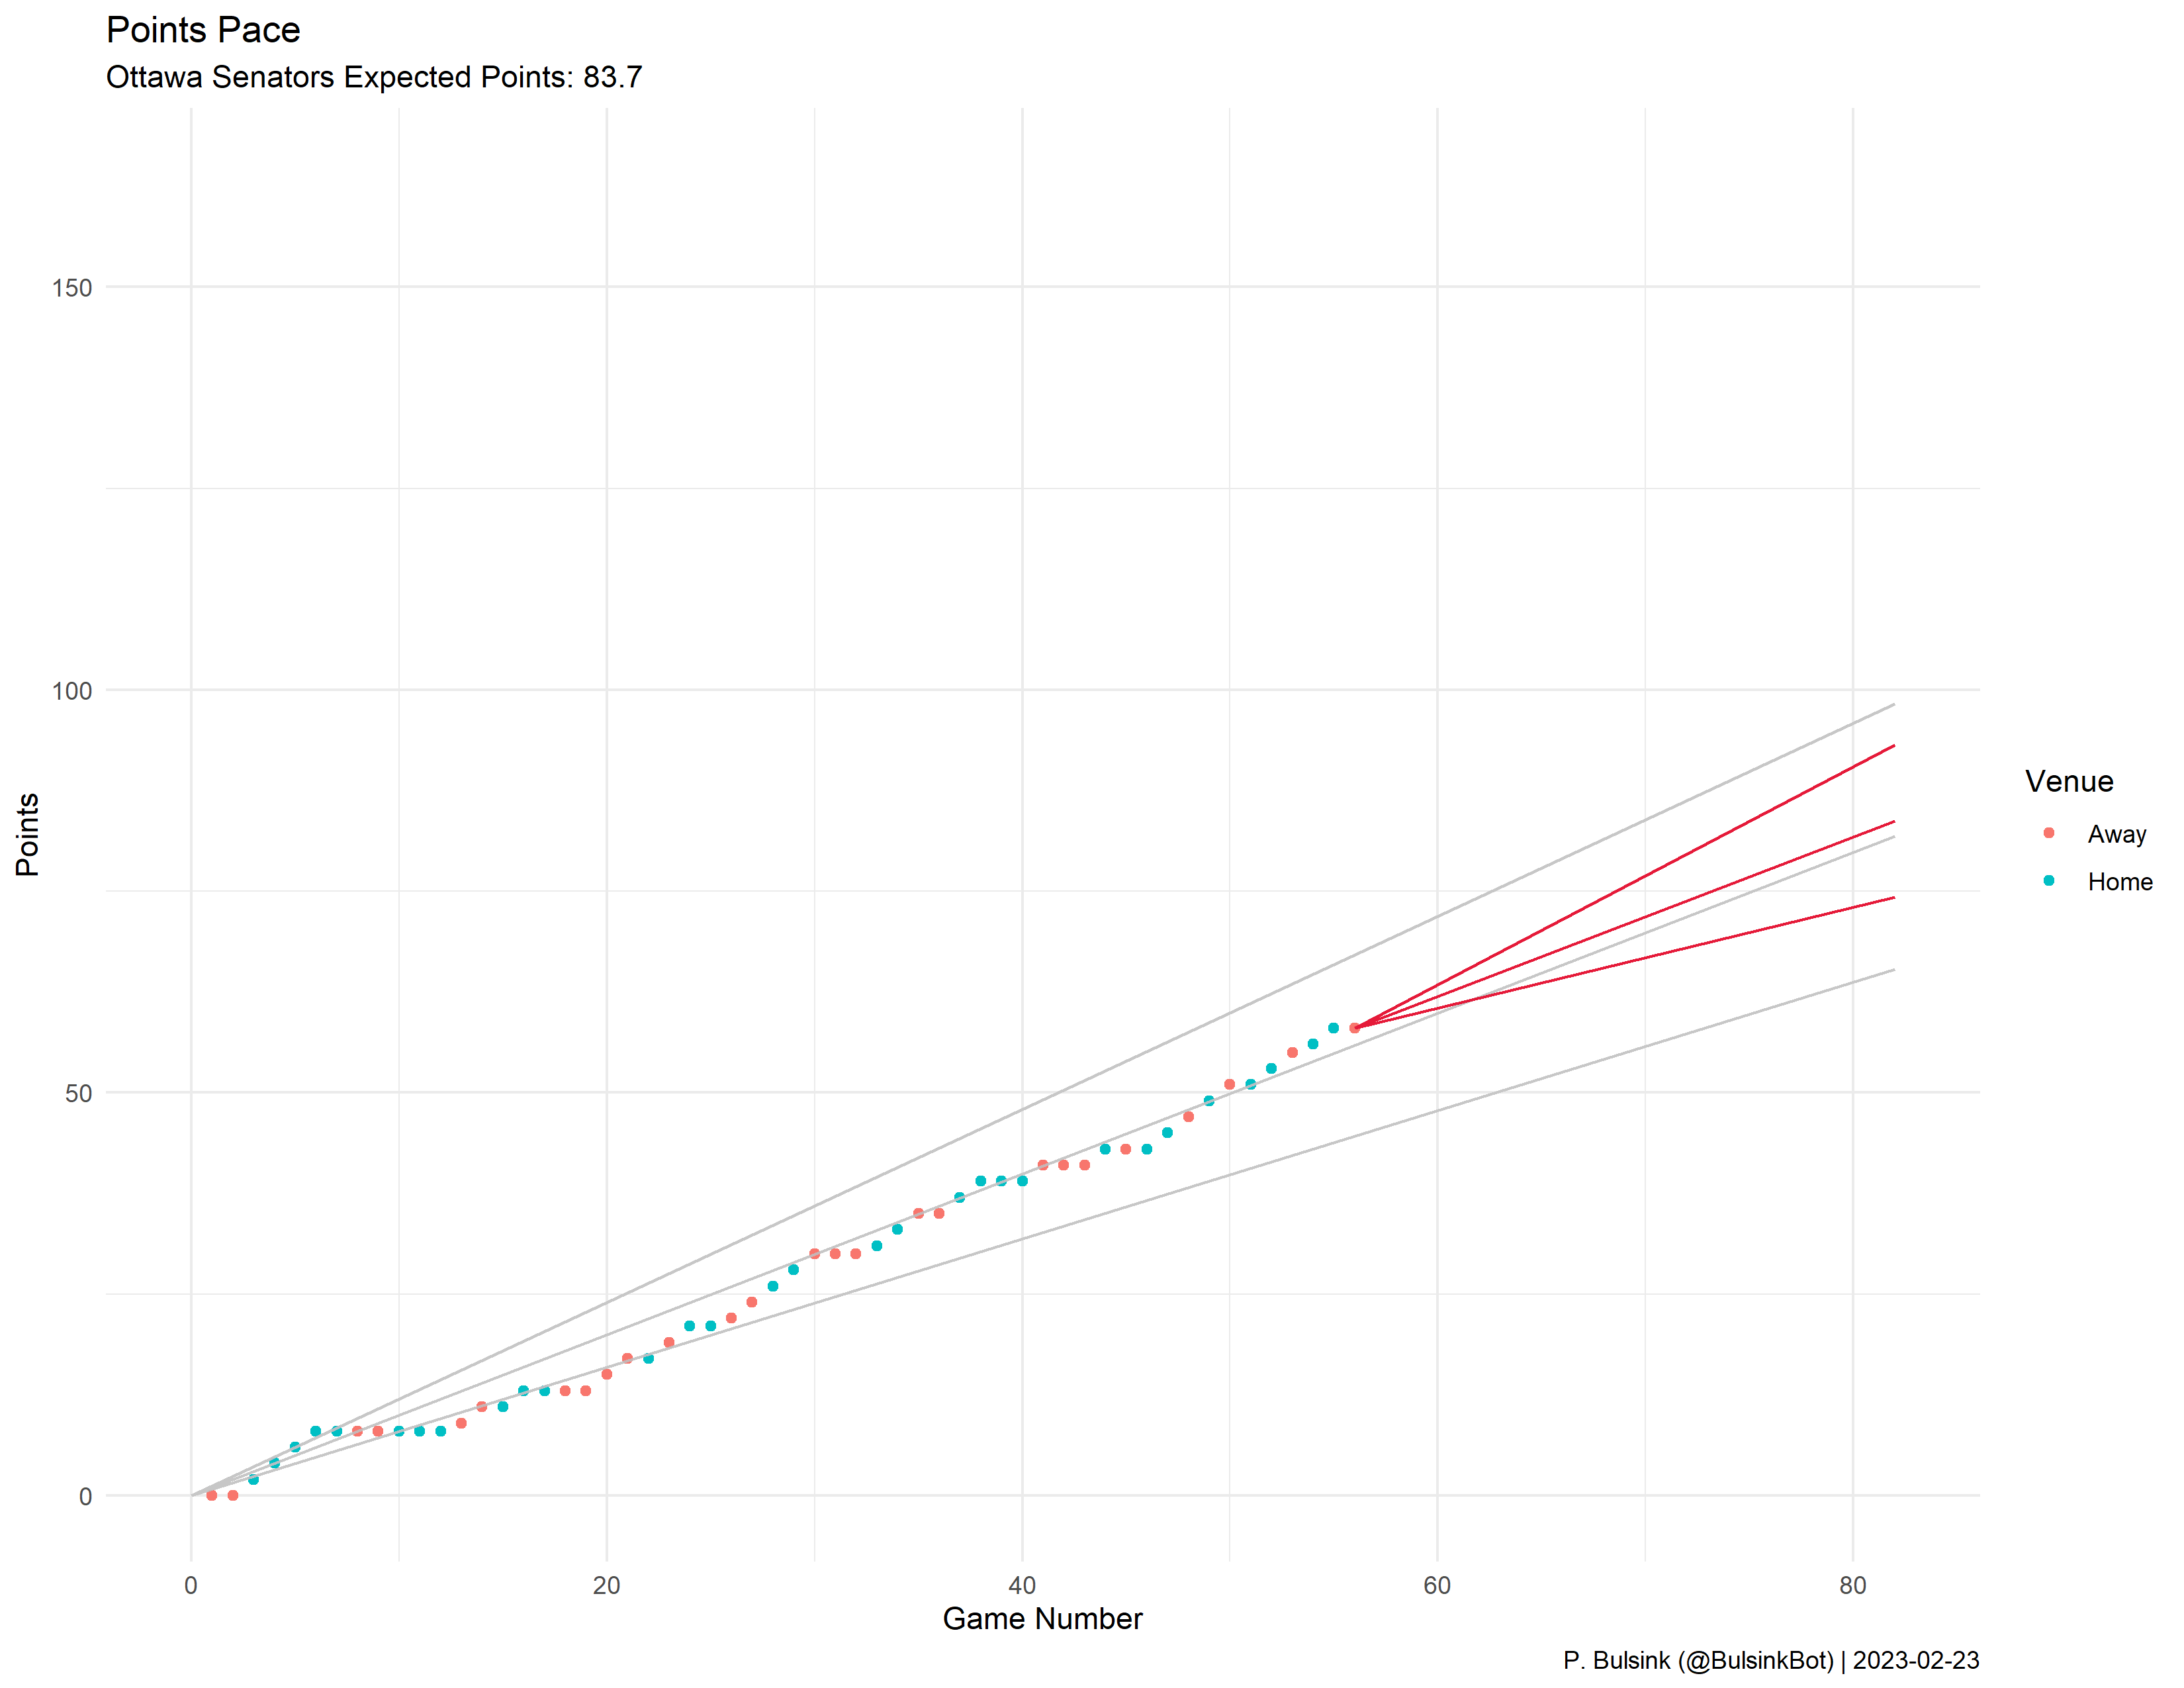 Points Pace
Ottawa Senators Expected Points: 83.7
150
100
50
0
Points
0 20 40 60 80
Game Number
Venue
Away
Home
P. Bulsink (@BulsinkBot) | 2023-02-23